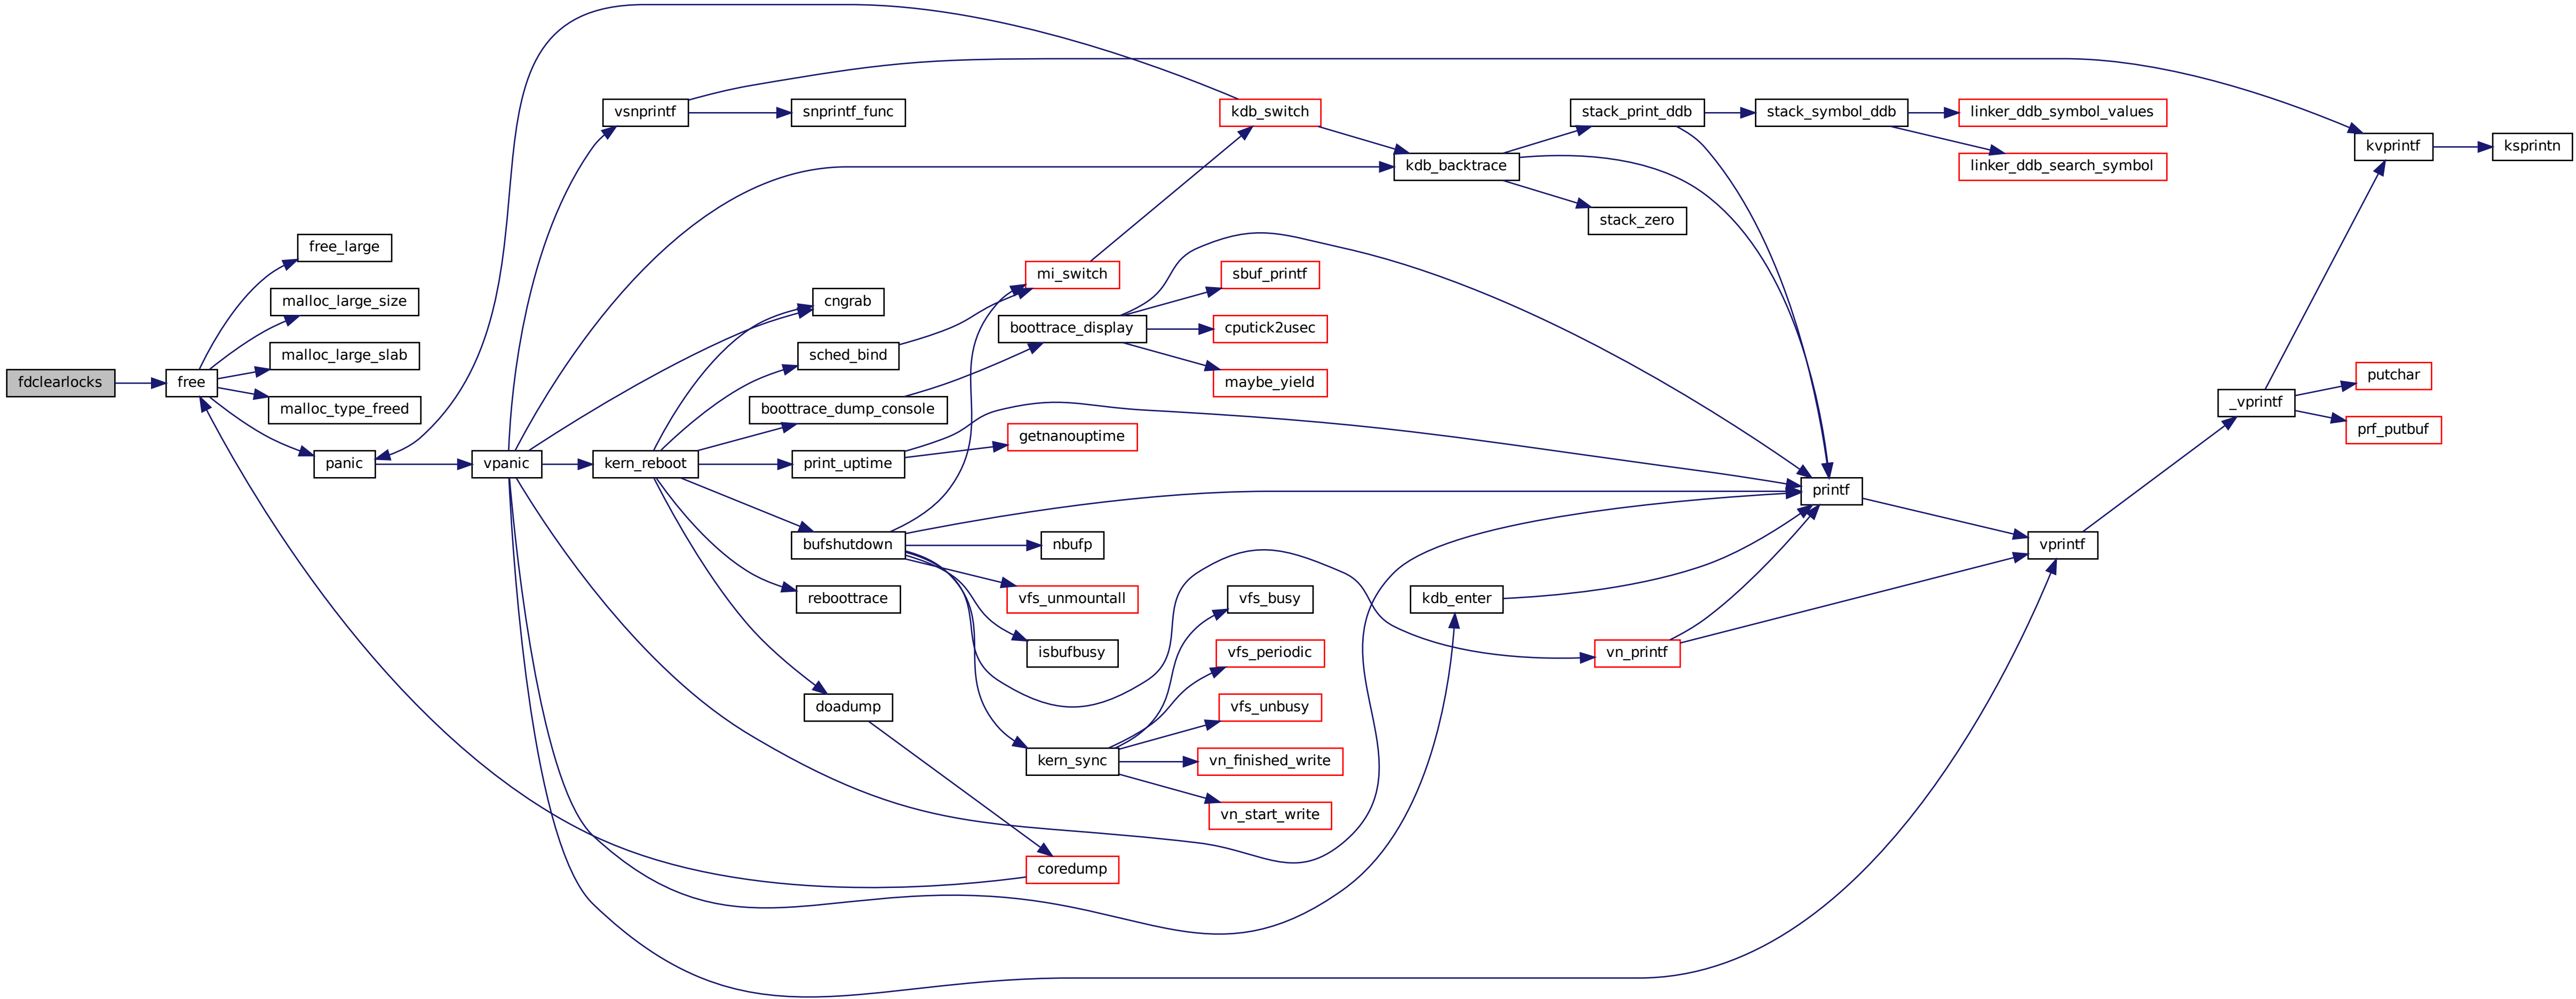 fdclearlocks
free
free_large
malloc_large_size
malloc_large_slab
malloc_type_freed
panic
vpanic
vsnprintf
snprintf_func
kern_reboot
cngrab
sched_bind
boottrace_dump_console
print_uptime
bufshutdown
reboottrace
doadump
mi_switch
boottrace_display
getnanouptime
nbufp
vfs_unmountall
isbufbusy
kern_sync
coredump
kdb_switch
sbuf_printf
cputick2usec
maybe_yield
vfs_busy
vfs_periodic
vfs_unbusy
vn_finished_write
vn_start_write
kdb_backtrace
kdb_enter
stack_print_ddb
stack_zero
vn_printf
stack_symbol_ddb
printf
linker_ddb_symbol_values
linker_ddb_search_symbol
vprintf
_vprintf
kvprintf
putchar
prf_putbuf
ksprintn